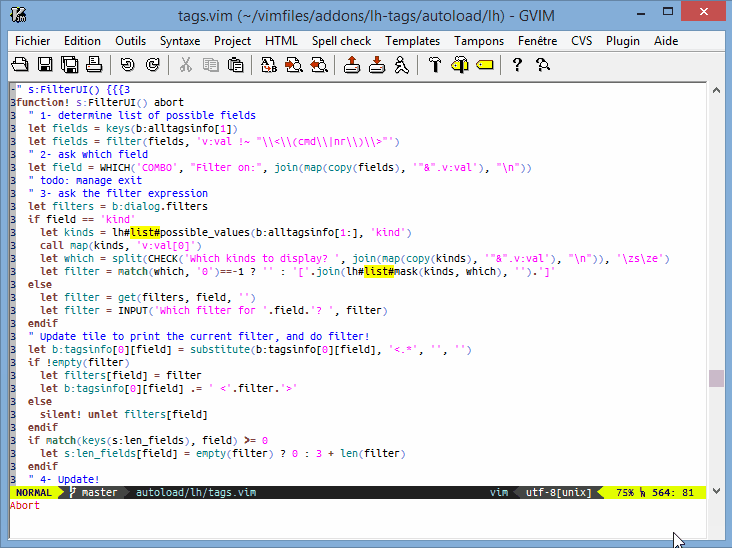 tags.vim (~/vimfiles/addons/lh-tags/autoload/lh) - GVIM
Fichier Edition Outils Syntaxe Project HTML Spell check Templates Tampons Fenêtre CVS Plugin Aide
-" s:FilterUI() {{{3
3function! s:FilterUI() abort
3  " 1- determine list of possible fields
3  let fields = keys(b:alltagsinfo[1])
3  let fields = filter(fields, 'v:val !~ "\\<\\(cmd\\|nr\\)\\>"')
3  " 2- ask which field
3  let field = WHICH('COMBO', "Filter on:", join(map(copy(fields), '"&".v:val'), "\n"))
3  " todo: manage exit
3  " 3- ask the filter expression
3  let filters = b:dialog.filters
3  if field == 'kind'
3    let kinds = lh#list#possible_values(b:alltagsinfo[1:], 'kind')
3    call map(kinds, 'v:val[0]')
3    let which = split(CHECK('Which kinds to display? ', join(map(copy(kinds), '"&".v:val'), "\n")), '\zs\ze')
3    let filter = match(which, '0')==-1 ? '' : '['.join(lh#list#mask(kinds, which), '').']'
3  else
3    let filter = get(filters, field, '')
3    let filter = INPUT('Which filter for '.field.'? ', filter)
3  endif
3  " Update tile to print the current filter, and do filter!
3  let b:tagsinfo[0][field] = substitute(b:tagsinfo[0][field], '<.*', '', '')
3  if !empty(filter)
3    let filters[field] = filter
3    let b:tagsinfo[0][field] .= ' <'.filter.'>'
3  else
3    silent! unlet filters[field]
3  endif
3  if match(keys(s:len_fields), field) >= 0
3    let s:len_fields[field] = empty(filter) ? 0 : 3 + len(filter)
3  endif
3  " 4- Update!
NORMAL master autoload/lh/tags.vim vim utf-8[unix] 75% ␤ 564: 81
Abort